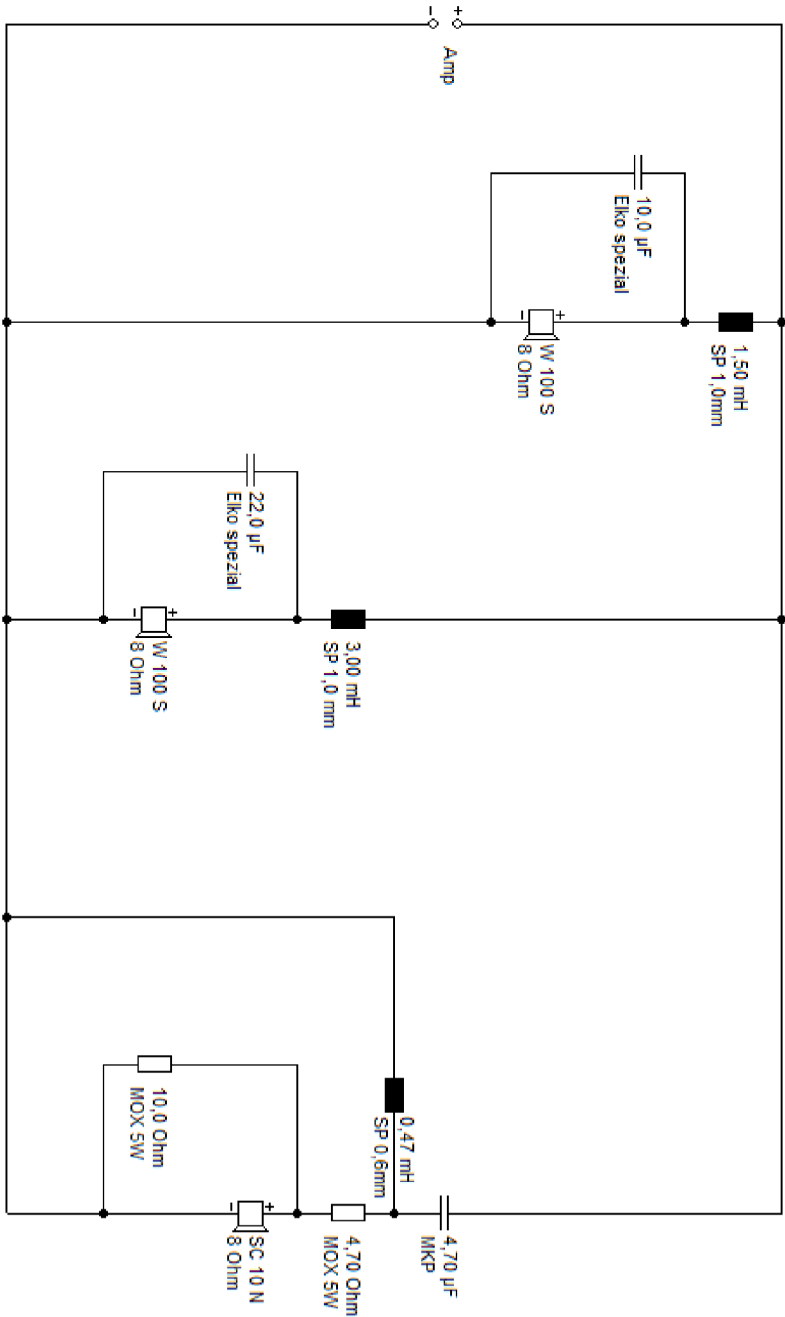 +
-
Amp
10,0 µF
Elko spezial
1,50 mH
SP 1,0mm
+
-
W 100 S
8 Ohm
22,0 µF
Elko spezial
3,00 mH
SP 1,0 mm
+
-
W 100 S
8 Ohm
0,47 mH
SP 0,6mm
4,70 µF
MKP
4,70 Ohm
MOX 5W
10,0 Ohm
MOX 5W
+
-
SC 10 N
8 Ohm